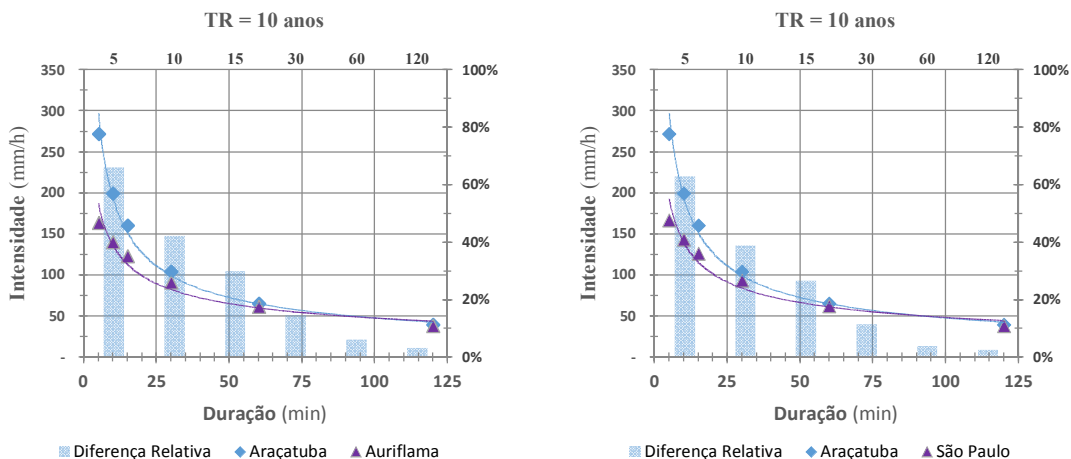 TR = 10 anos
5 10 15 30 60 120
350 100%
300
80%
250
200 60%
150
40%
100
20%
50
- 0%
0 25 50 75 100 125
Intensidade (mm/h)
Duração (min)
Diferença Relativa Araçatuba Auriflama
TR = 10 anos
5 10 15 30 60 120
350 100%
300
80%
250
200 60%
150
40%
100
20%
50
- 0%
0 25 50 75 100 125
Intensidade (mm/h)
Duração (min)
Diferença Relativa Araçatuba São Paulo